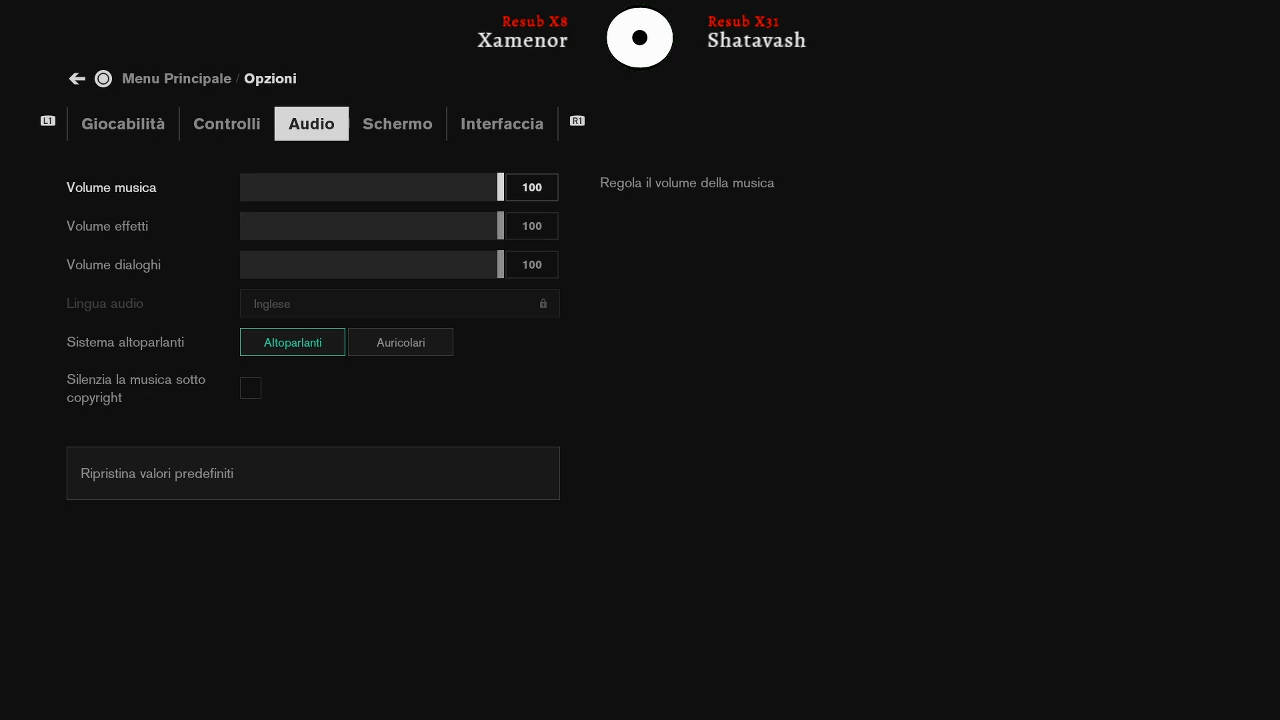 Resub X8
Xamenor
Resub X31
Shatavash
Menu Principale / Opzioni
L1
Giocabilità
Controlli
Audio
Schermo
Interfaccia
R1
Volume musica
100
Regola il volume della musica
Volume effetti
100
Volume dialoghi
100
Lingua audio
Inglese
Sistema altoparlanti
Altoparlanti
Auricolari
Silenzia la musica sotto
copyright
Ripristina valori predefiniti